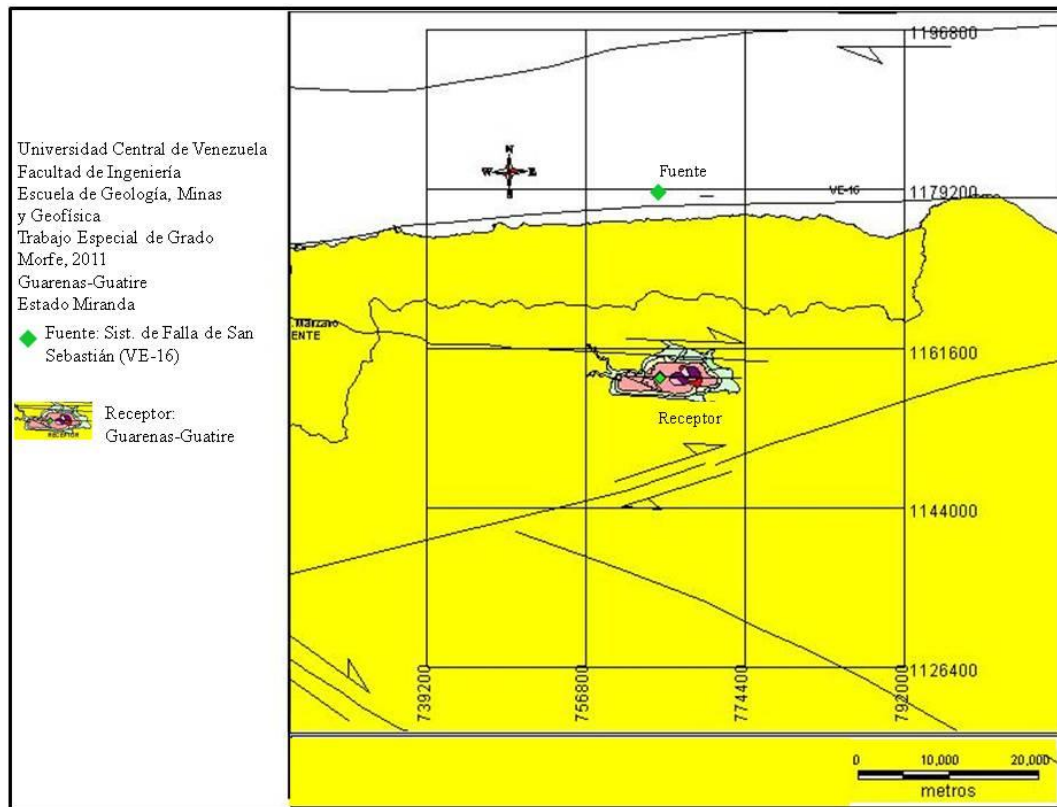 Universidad Central de Venezuela
Facultad de Ingeniería
Escuela de Geología, Minas
y Geofísica
Trabajo Especial de Grado
Morfe, 2011
Guarenas-Guatire
Estado Miranda
Fuente: Sist. de Falla de San
Sebastián (VE-16)
RECEPTOR
Receptor:
Guarenas-Guatire
1196800
N
W E
S
Fuente
VE-16
1179200
ENTE
1161600
Receptor
1144000
1126400
739200
756800
774400
792000
0 10,000 20,000
metros